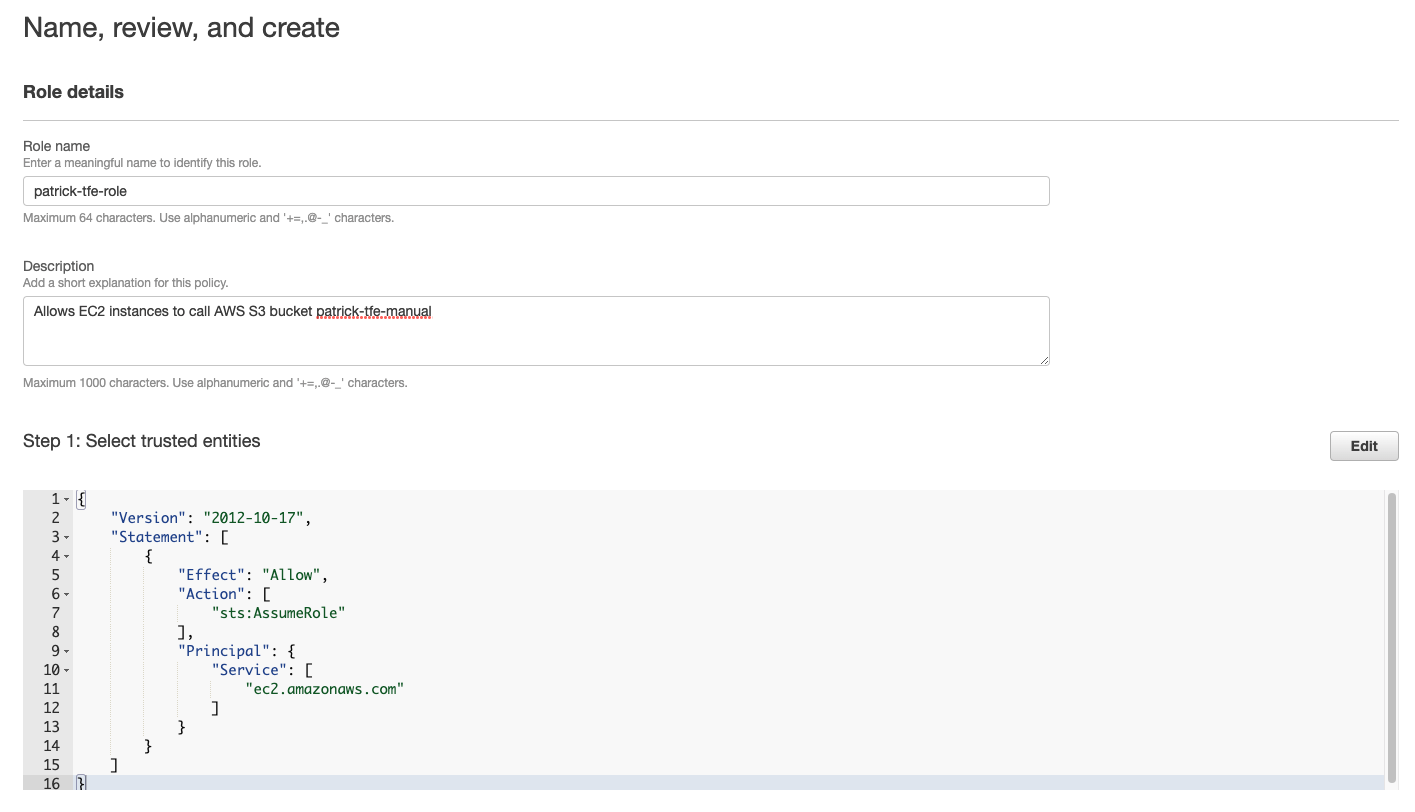 Name, review, and create
Role details
Role name
Enter a meaningful name to identify this role.
patrick-tfe-role
Maximum 64 characters. Use alphanumeric and '+=,.@-_' characters.
Description
Add a short explanation for this policy.
Allows EC2 instances to call AWS S3 bucket patrick-tfe-manual
Maximum 1000 characters. Use alphanumeric and '+=,.@-_' characters.
Step 1: Select trusted entities
Edit
1 {
2     "Version": "2012-10-17",
3     "Statement": [
4         {
5             "Effect": "Allow",
6             "Action": [
7                 "sts:AssumeRole"
8             ],
9             "Principal": {
10                 "Service": [
11                     "ec2.amazonaws.com"
12                 ]
13             }
14         }
15     ]
16 }